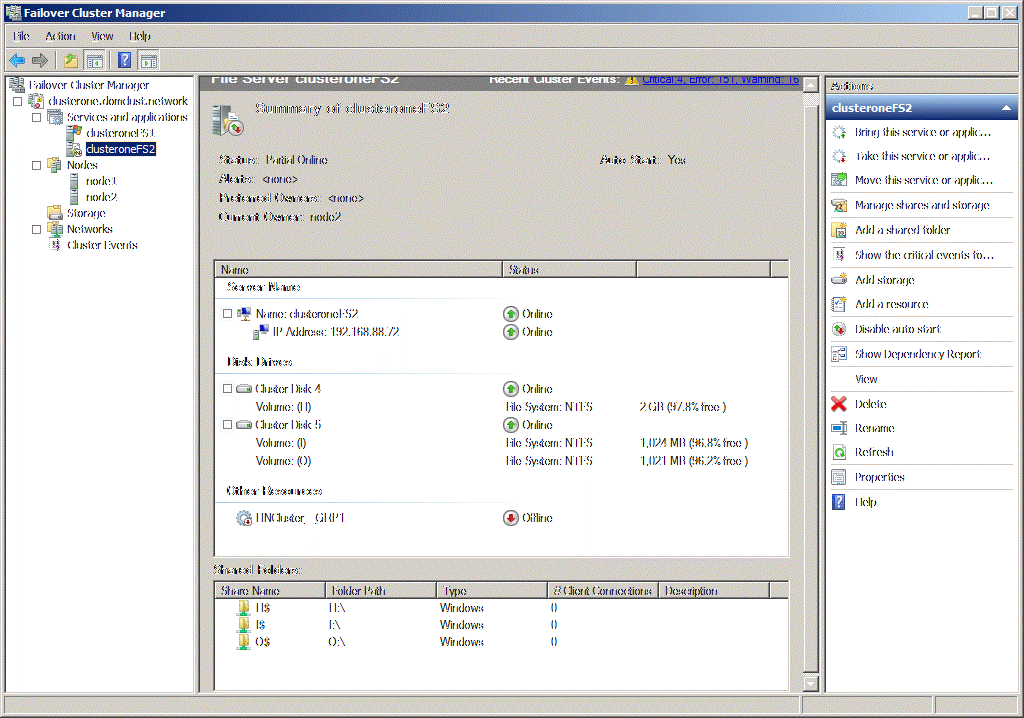 Failover Cluster Manager
File Action View Help
Failover Cluster Manager
clusterone.domclust.network
Services and applications
clusteroneFS1
clusteroneFS2
Nodes
node1
node2
Storage
Networks
Cluster Events
File Server clusteroneFS2 Recent Cluster Events: Critical:4, Error: 151, Warning: 16
Summary of clusteroneFS2
Status: Partial Online Auto Start: Yes
Alerts: <none>
Preferred Owners: <none>
Current Owner: node2
Name Status
Server Name
Name: clusteroneFS2 Online
IP Address: 192.168.88.72 Online
Disk Drives
Cluster Disk 4 Online
Volume: (H) File System: NTFS 2 GB (97.8% free )
Cluster Disk 5 Online
Volume: (I) File System: NTFS 1,024 MB (96.8% free )
Volume: (O) File System: NTFS 1,021 MB (96.2% free )
Other Resources
Offline
Shared Folders:
Share Name Folder Path Type # Client Connections Description
H$ H:\ Windows 0
I$ I:\ Windows 0
O$ O:\ Windows 0
Actions
clusteroneFS2
Bring this service or applic...
Take this service or applic...
Move this service or applic...
Manage shares and storage
Add a shared folder
Show the critical events fo...
Add storage
Add a resource
Disable auto start
Show Dependency Report
View
Delete
Rename
Refresh
Properties
Help